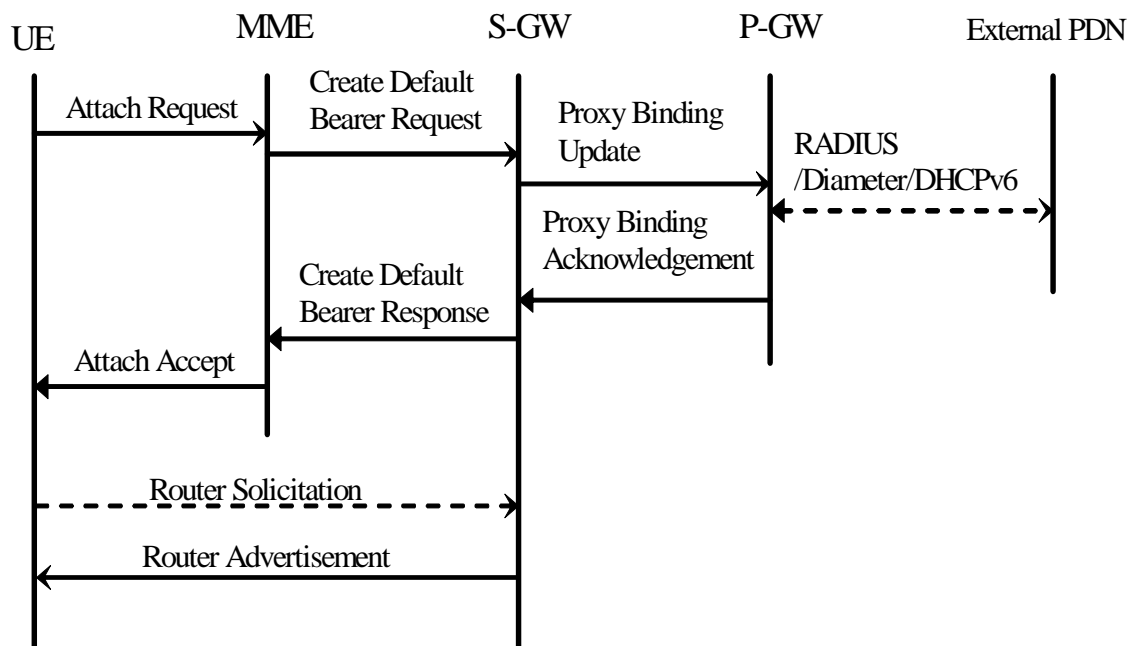 UE
MME
S-GW
P-GW
External PDN
Attach Request
Create Default
Bearer Request
Proxy Binding
Update
RADIUS
/Diameter/DHCPv6
Proxy Binding
Acknowledgement
Create Default
Bearer Response
Attach Accept
Router Solicitation
Router Advertisement